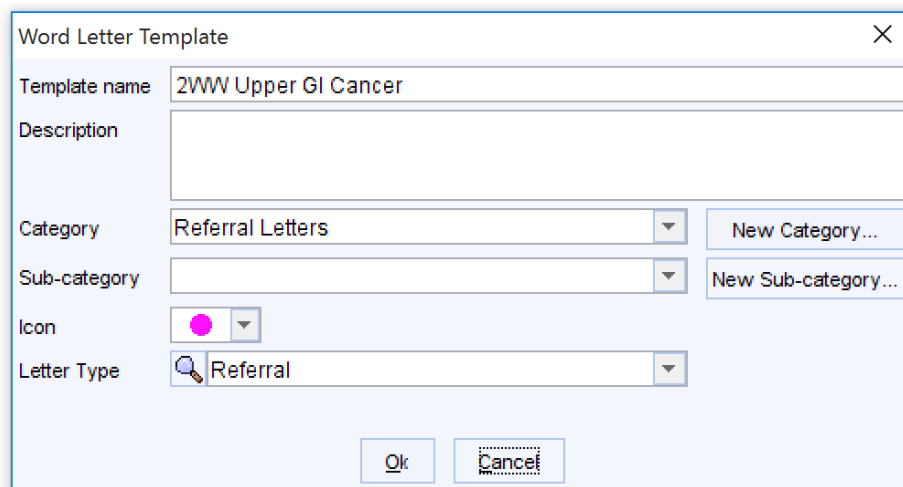 Word Letter Template
Template name 2WW Upper GI Cancer
Description
Category Referral Letters New Category...
Sub-category New Sub-category...
Icon
Letter Type Referral
Ok Cancel